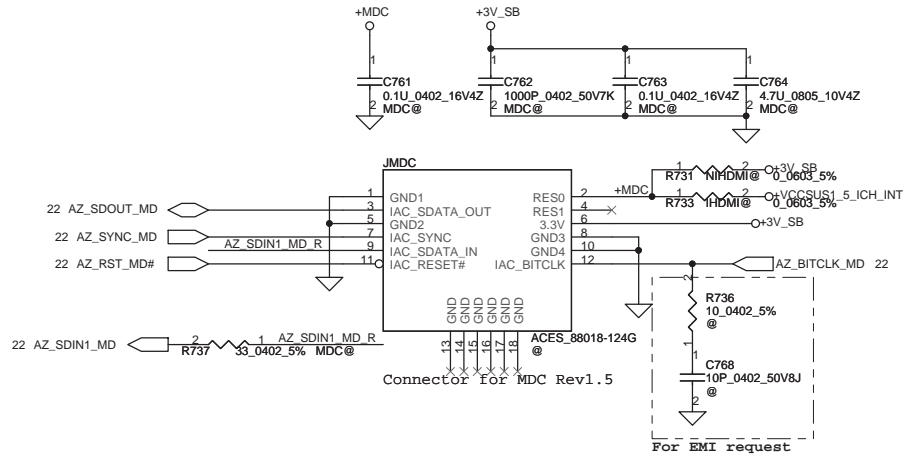 +MDC
+3V_SB
1
C761
0.1U_0402_16V4Z
2
MDC@
1
C762
1000P_0402_50V7K
2
MDC@
1
C763
0.1U_0402_16V4Z
2
MDC@
1
C764
4.7U_0805_10V4Z
2
MDC@
JMDC
1 GND1
3 IAC_SDATA_OUT
5 GND2
7 IAC_SYNC
9 IAC_SDATA_IN
11 IAC_RESET#
RES0 2
RES1 4
3.3V 6
GND3 8
GND4 10
IAC_BITCLK 12
GND GND GND GND GND GND
13 14 15 16 17 18
22 AZ_SDOUT_MD
22 AZ_SYNC_MD
AZ_SDIN1_MD_R
22 AZ_RST_MD#
+MDC
1 2 +3V_SB
R731 NIHDMI@ 0_0603_5%
1 2 +VCCSUS1_5_ICH_INT
R733 IHDMI@ 0_0603_5%
+3V_SB
AZ_BITCLK_MD 22
22 AZ_SDIN1_MD
2 1 AZ_SDIN1_MD_R
R737 33_0402_5% MDC@
ACES_88018-124G
@
Connector for MDC Rev1.5
2
R736
10_0402_5%
@
1
1
C768
10P_0402_50V8J
@
2
For EMI request